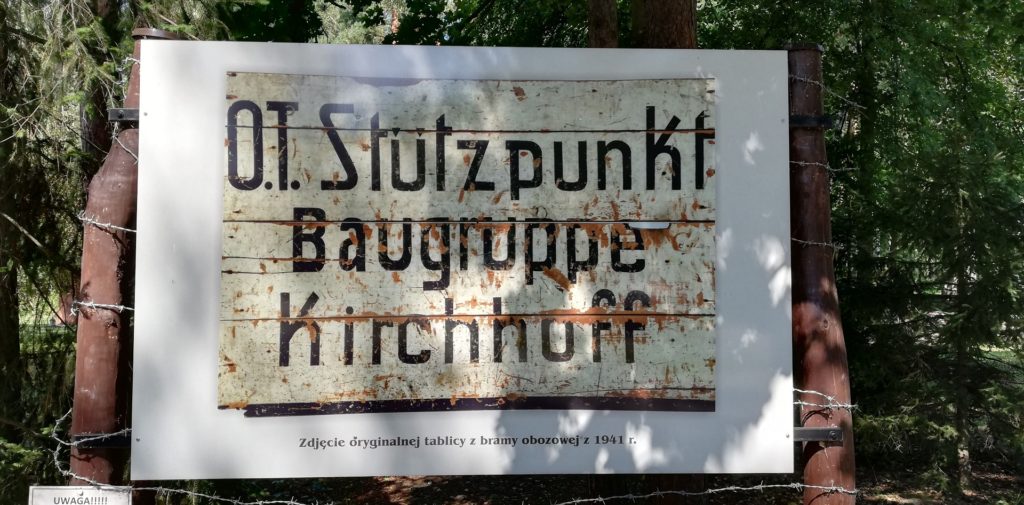 O.T. Stützpunkt
Baugruppe
Kirchhoff
Zdjęcie oryginalnej tablicy z bramy obozowej z 1941 r.
UWAGA!!!!!